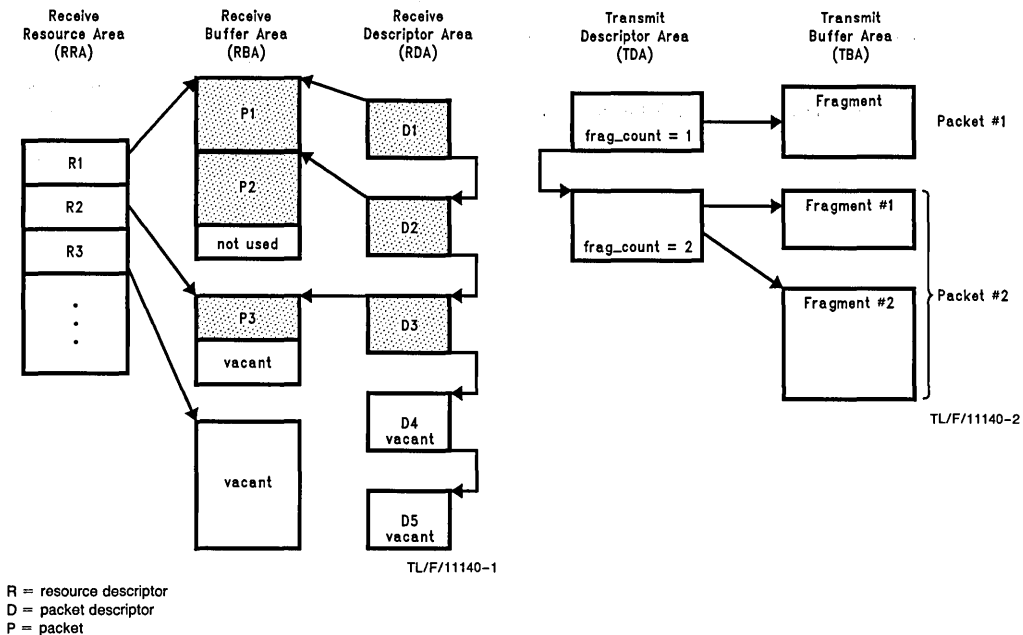 Receive
Resource Area
(RRA)
Receive
Buffer Area
(RBA)
Receive
Descriptor Area
(RDA)
R1
R2
R3
P1
P2
not used
P3
vacant
vacant
D1
D2
D3
D4
vacant
D5
vacant
TL/F/11140-1
R = resource descriptor
D = packet descriptor
P = packet
Transmit
Descriptor Area
(TDA)
Transmit
Buffer Area
(TBA)
frag_count = 1
Fragment
Packet #1
frag_count = 2
Fragment #1
Fragment #2
Packet #2
TL/F/11140-2